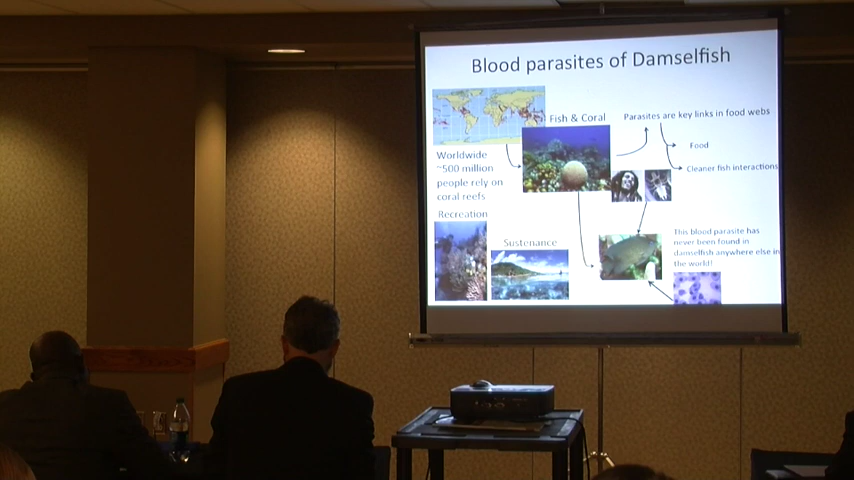 Blood parasites of Damselfish
Fish & Coral
Parasites are key links in food webs
Food
Cleaner fish interactions
Worldwide
~500 million
people rely on
coral reefs
Recreation
Sustenance
This blood parasite has
never been found in
damselfish anywhere else in
the world!